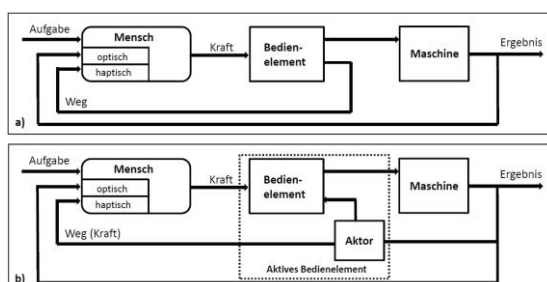 Aufgabe
Mensch
optisch
haptisch
Kraft
Bedien-
element
Maschine
Ergebnis
Weg
a)
Aufgabe
Mensch
optisch
haptisch
Kraft
Bedien-
element
Maschine
Ergebnis
Weg (Kraft)
Aktor
Aktives Bedienelement
b)